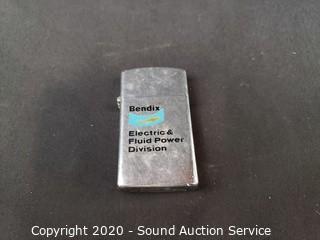 Bendix
Electric &
Fluid Power
Division
Copyright 2020 - Sound Auction Service